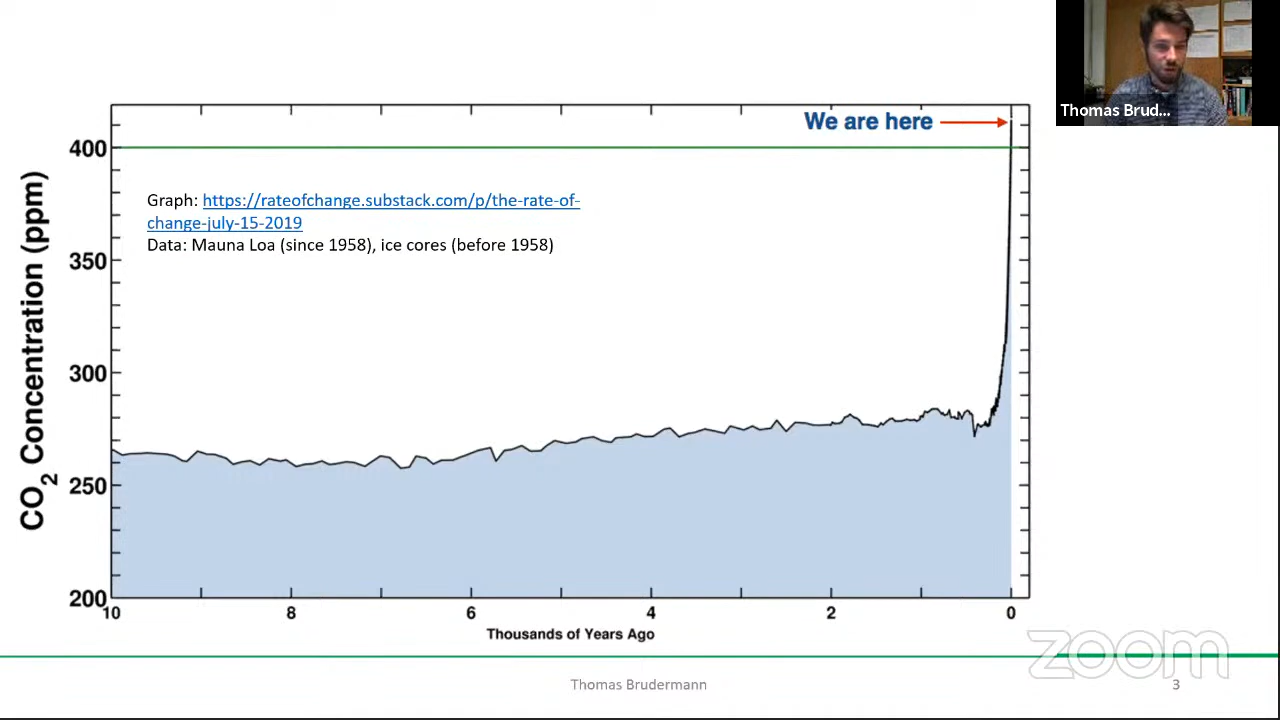 Thomas Brud...
We are here
400
350
300
250
200
CO2 Concentration (ppm)
Graph: https://rateofchange.substack.com/p/the-rate-of-
change-july-15-2019
Data: Mauna Loa (since 1958), ice cores (before 1958)
10 8 6 4 2 0
Thousands of Years Ago
zoom
Thomas Brudermann 3